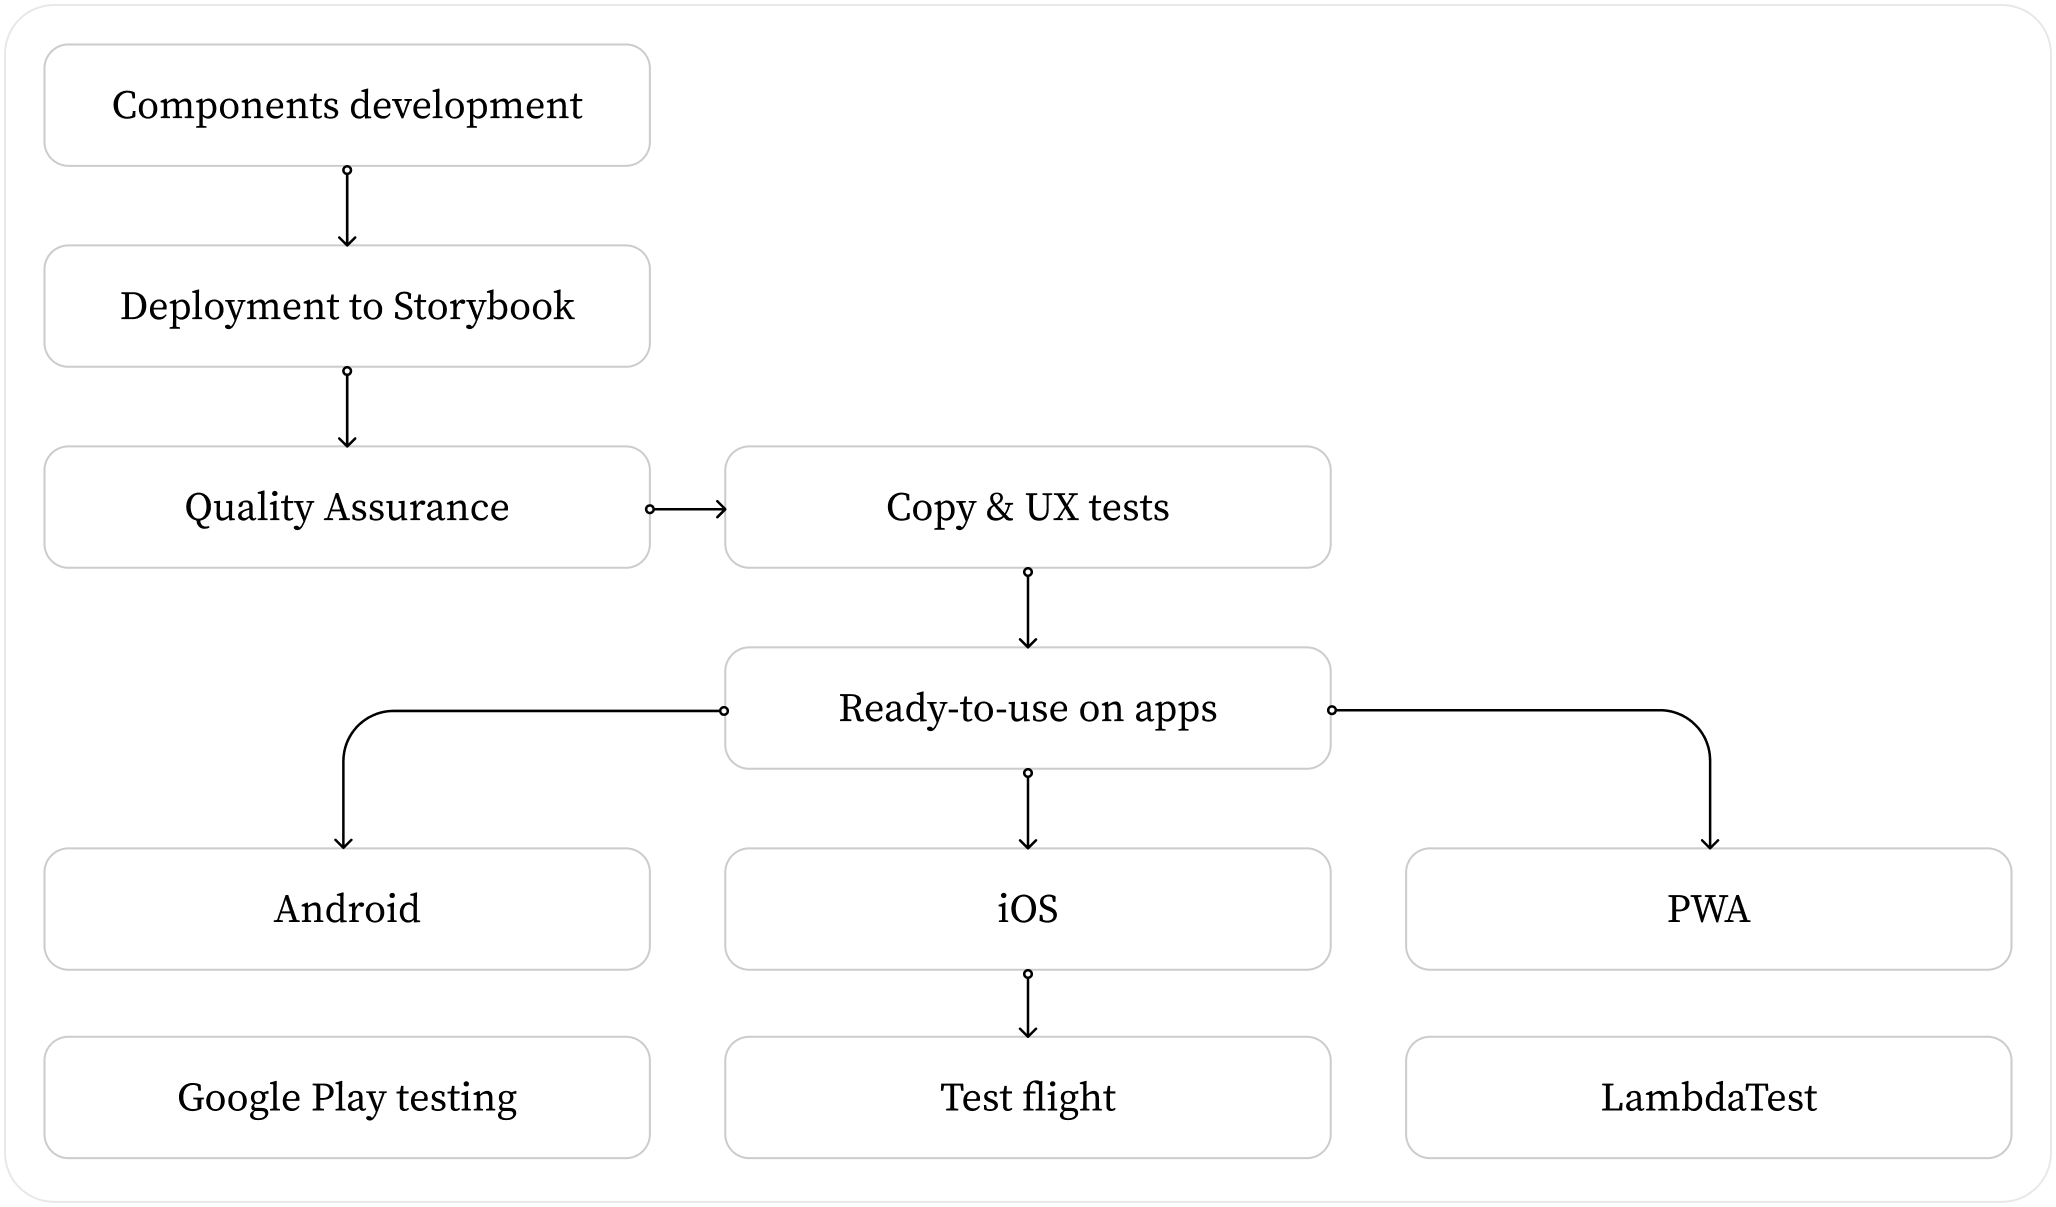 Components development
Deployment to Storybook
Quality Assurance
Copy & UX tests
Ready-to-use on apps
Android
iOS
PWA
Google Play testing
Test flight
LambdaTest